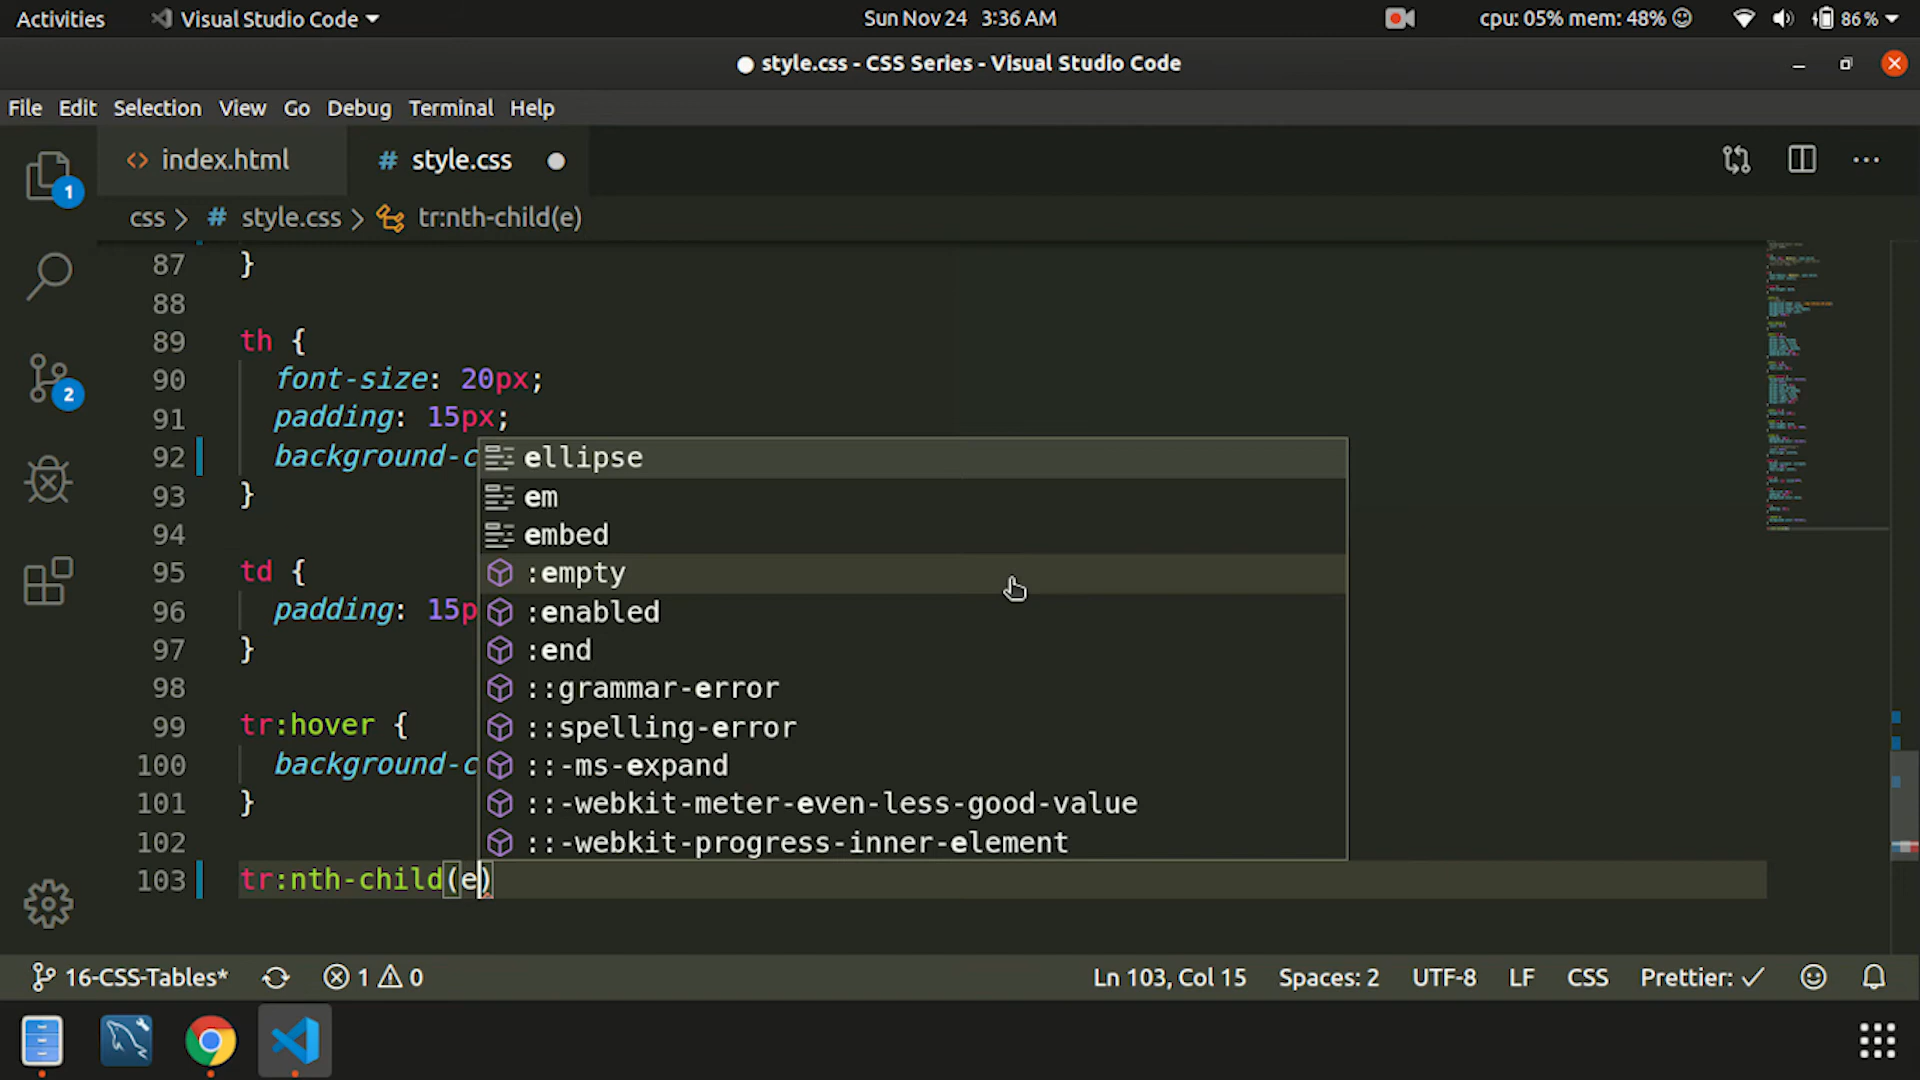 Activities Visual Studio Code Sun Nov 24 3:36 AM cpu: 05% mem: 48% 86%
style.css - CSS Series - Visual Studio Code
File Edit Selection View Go Debug Terminal Help
1 <> index.html # style.css
css > # style.css > tr:nth-child(e)
87 }
88
89 th {
90 font-size: 20px;
91 padding: 15px;
92 background-c
93 }
94
95 td {
96 padding: 15p
97 }
98
99 tr:hover {
100 background-c
101 }
102
103 tr:nth-child(e)
ellipse
em
embed
:empty
:enabled
:end
::grammar-error
::spelling-error
::-ms-expand
::-webkit-meter-even-less-good-value
::-webkit-progress-inner-element
2
16-CSS-Tables* 1 0 Ln 103, Col 15 Spaces: 2 UTF-8 LF CSS Prettier: ✓